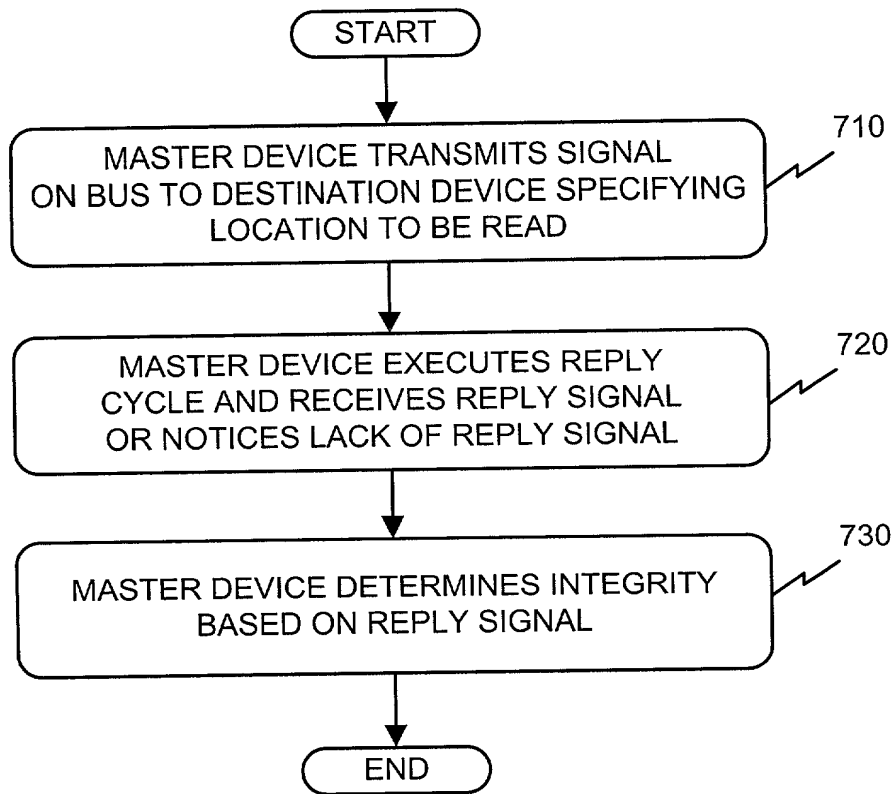 START
710
MASTER DEVICE TRANSMITS SIGNAL
ON BUS TO DESTINATION DEVICE SPECIFYING
LOCATION TO BE READ
720
MASTER DEVICE EXECUTES REPLY
CYCLE AND RECEIVES REPLY SIGNAL
OR NOTICES LACK OF REPLY SIGNAL
730
MASTER DEVICE DETERMINES INTEGRITY
BASED ON REPLY SIGNAL
END